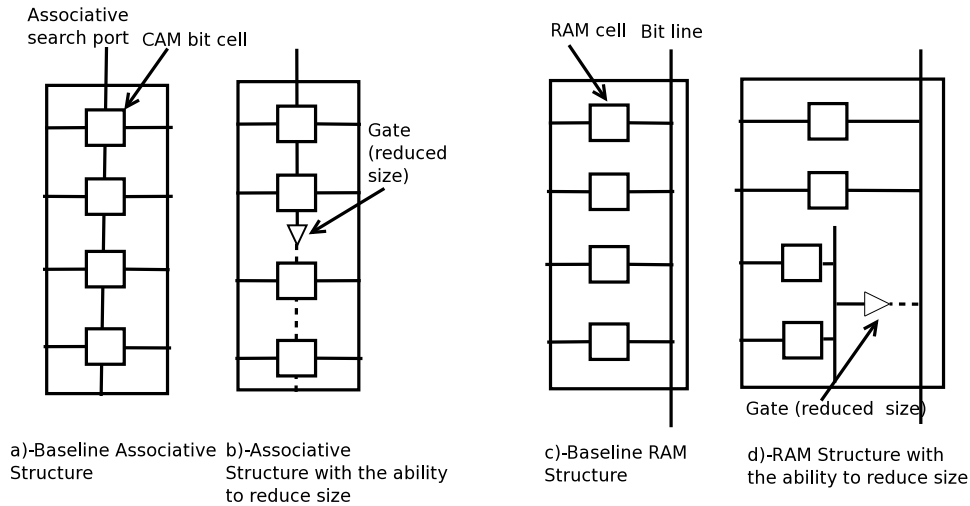 Associative
search port
CAM bit cell
Gate
(reduced
size)
RAM cell
Bit line
Gate (reduced size)
a)-Baseline Associative
Structure
b)-Associative
Structure with the ability
to reduce size
c)-Baseline RAM
Structure
d)-RAM Structure with
the ability to reduce size